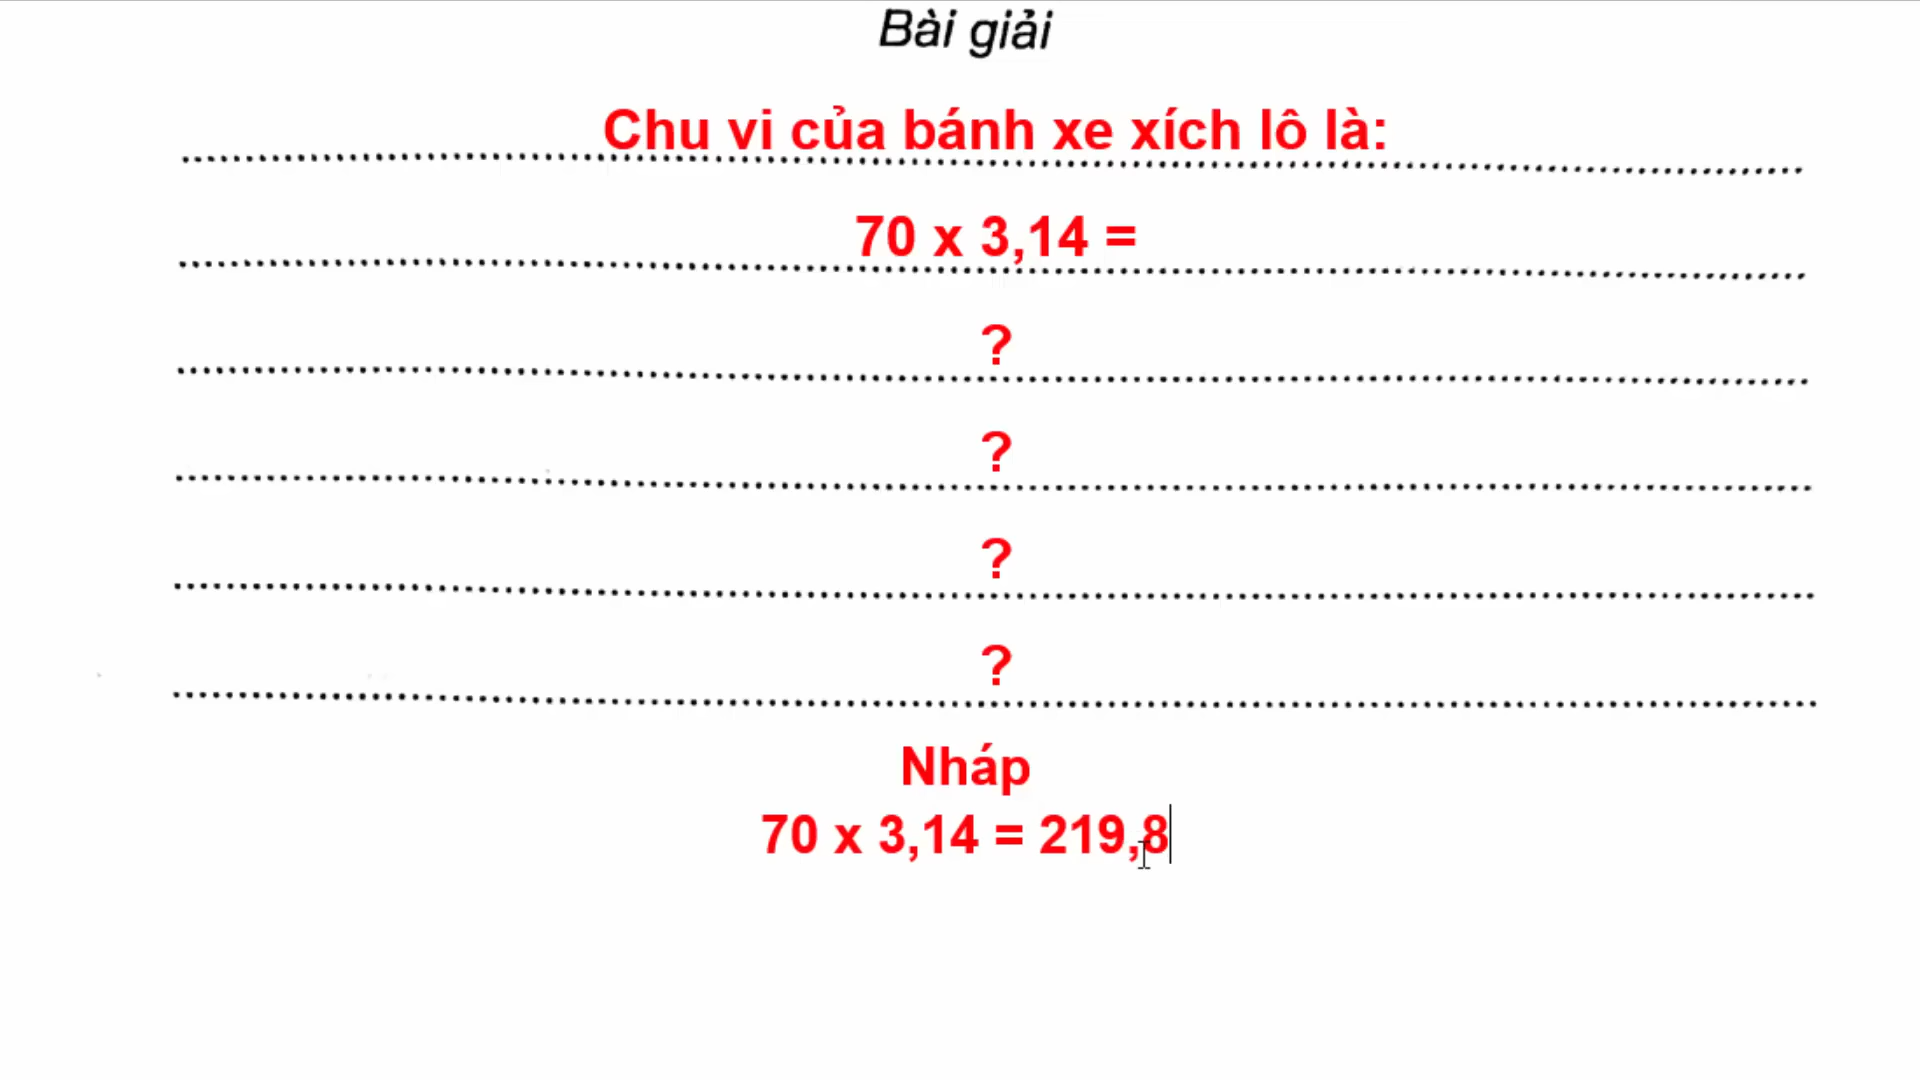 Bài giải
Chu vi của bánh xe xích lô là:
70 x 3,14 =
?
?
?
?
Nháp
70 x 3,14 = 219,8